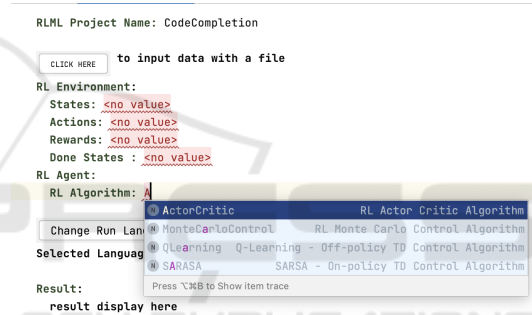 RLML Project Name: CodeCompletion
CLICK HERE to input data with a file
RL Environment:
States: <no value>
Actions: <no value>
Rewards: <no value>
Done States : <no value>
RL Agent:
RL Algorithm: A
N ActorCritic RL Actor Critic Algorithm
Change Run Lan N MonteCarloControl RL Monte Carlo Control Algorithm
N QLearning Q-Learning - Off-policy TD Control Algorithm
Selected Languag N SARASA SARSA - On-policy TD Control Algorithm
Press ⌥⌘B to Show item trace
Result:
result display here